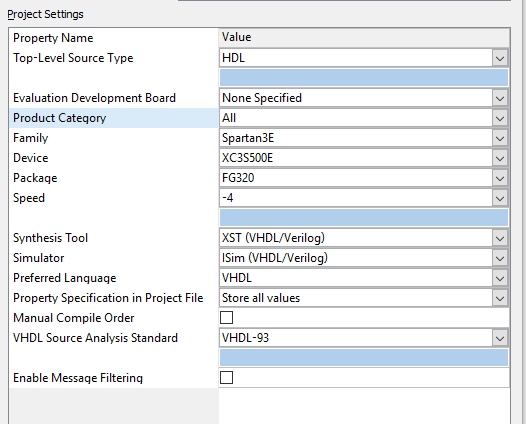 Project Settings
Property Name Value
Top-Level Source Type HDL
Evaluation Development Board None Specified
Product Category All
Family Spartan3E
Device XC3S500E
Package FG320
Speed -4
Synthesis Tool XST (VHDL/Verilog)
Simulator ISim (VHDL/Verilog)
Preferred Language VHDL
Property Specification in Project File Store all values
Manual Compile Order
VHDL Source Analysis Standard VHDL-93
Enable Message Filtering